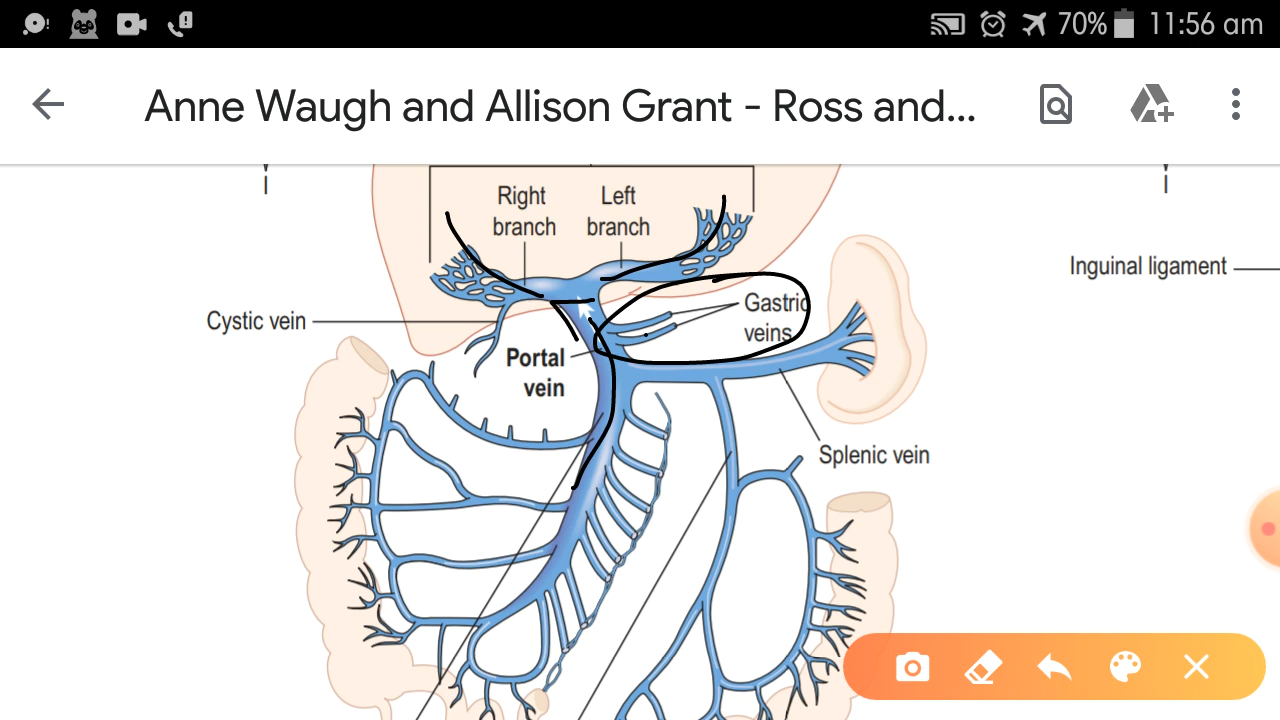 70% 11:56 am
Anne Waugh and Allison Grant - Ross and...
Right
branch
Left
branch
Inguinal ligament
Gastric
veins
Cystic vein
Portal
vein
Splenic vein